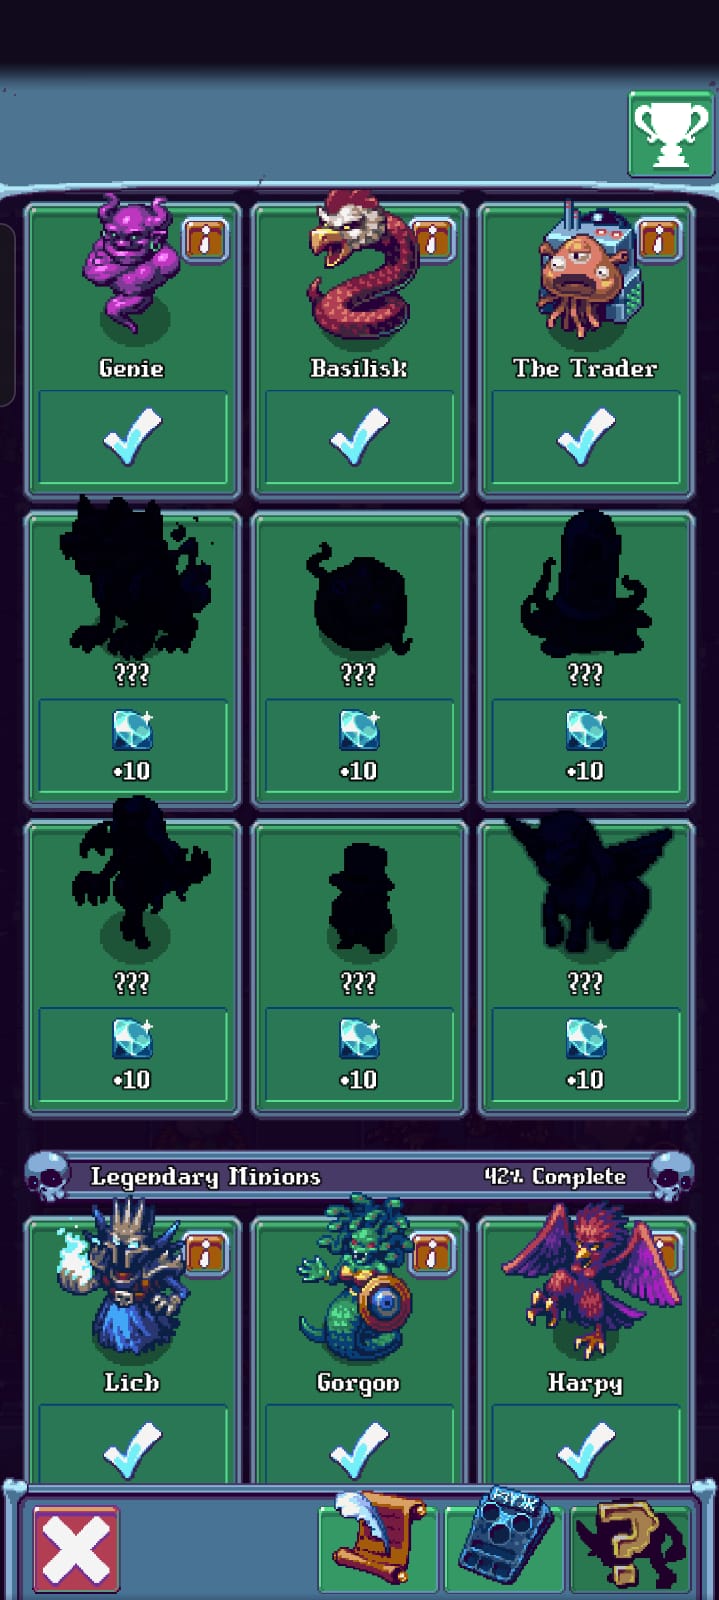 Genie
Basilisk
The Trader
???
???
???
+10
+10
+10
???
???
???
+10
+10
+10
Legendary Minions
42% Complete
Lich
Gorgon
Harpy
?